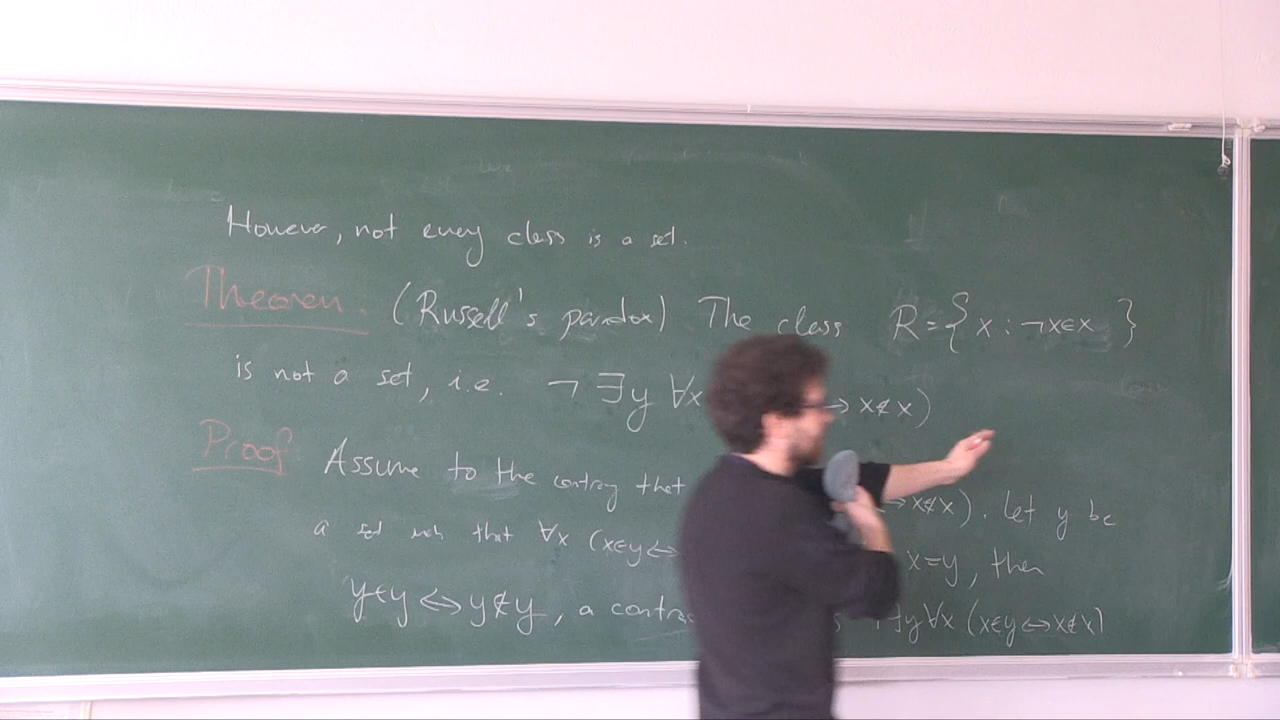 However, not every class is a set.
Theorem. (Russell's paradox) The class R = { x : ¬x∈x }
is not a set, i.e. ¬∃y ∀x → x∉x)
Proof: Assume to the contrary that x∉x). Let y be
a set such that ∀x (x∈y⇔ x=y, then
y∈y ⇔ y∉y, a contra ¬∃y∀x (x∈y⇔x∉x)